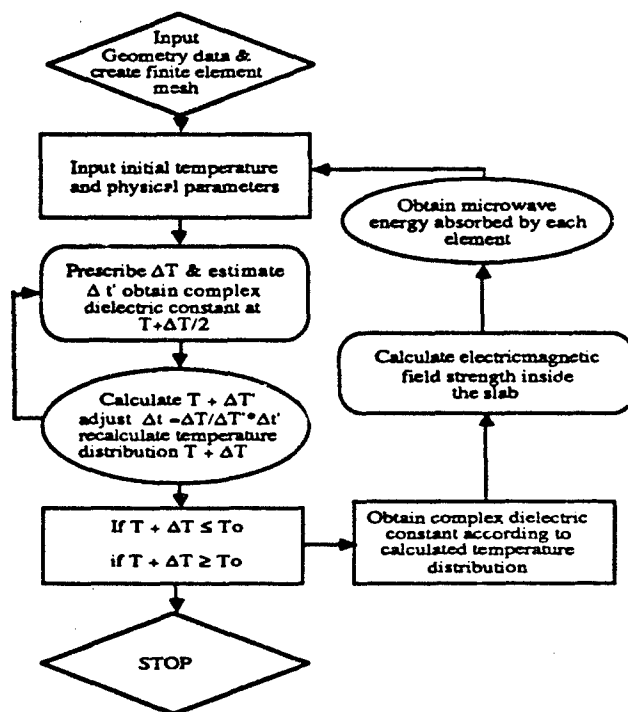 Input
Geometry data &
create finite element
mesh
Input initial temperature
and physical parameters
Prescribe ΔT & estimate
Δ t' obtain complex
dielectric constant at
T+ΔT/2
Calculate T + ΔT'
adjust Δt =ΔT/ΔT'*Δt'
recalculate temperature
distribution T + ΔT
If T + ΔT ≤ To
if T + ΔT ≥ To
STOP
Obtain complex dielectric
constant according to
calculated temperature
distribution
Calculate electricmagnetic
field strength inside
the slab
Obtain microwave
energy absorbed by each
element